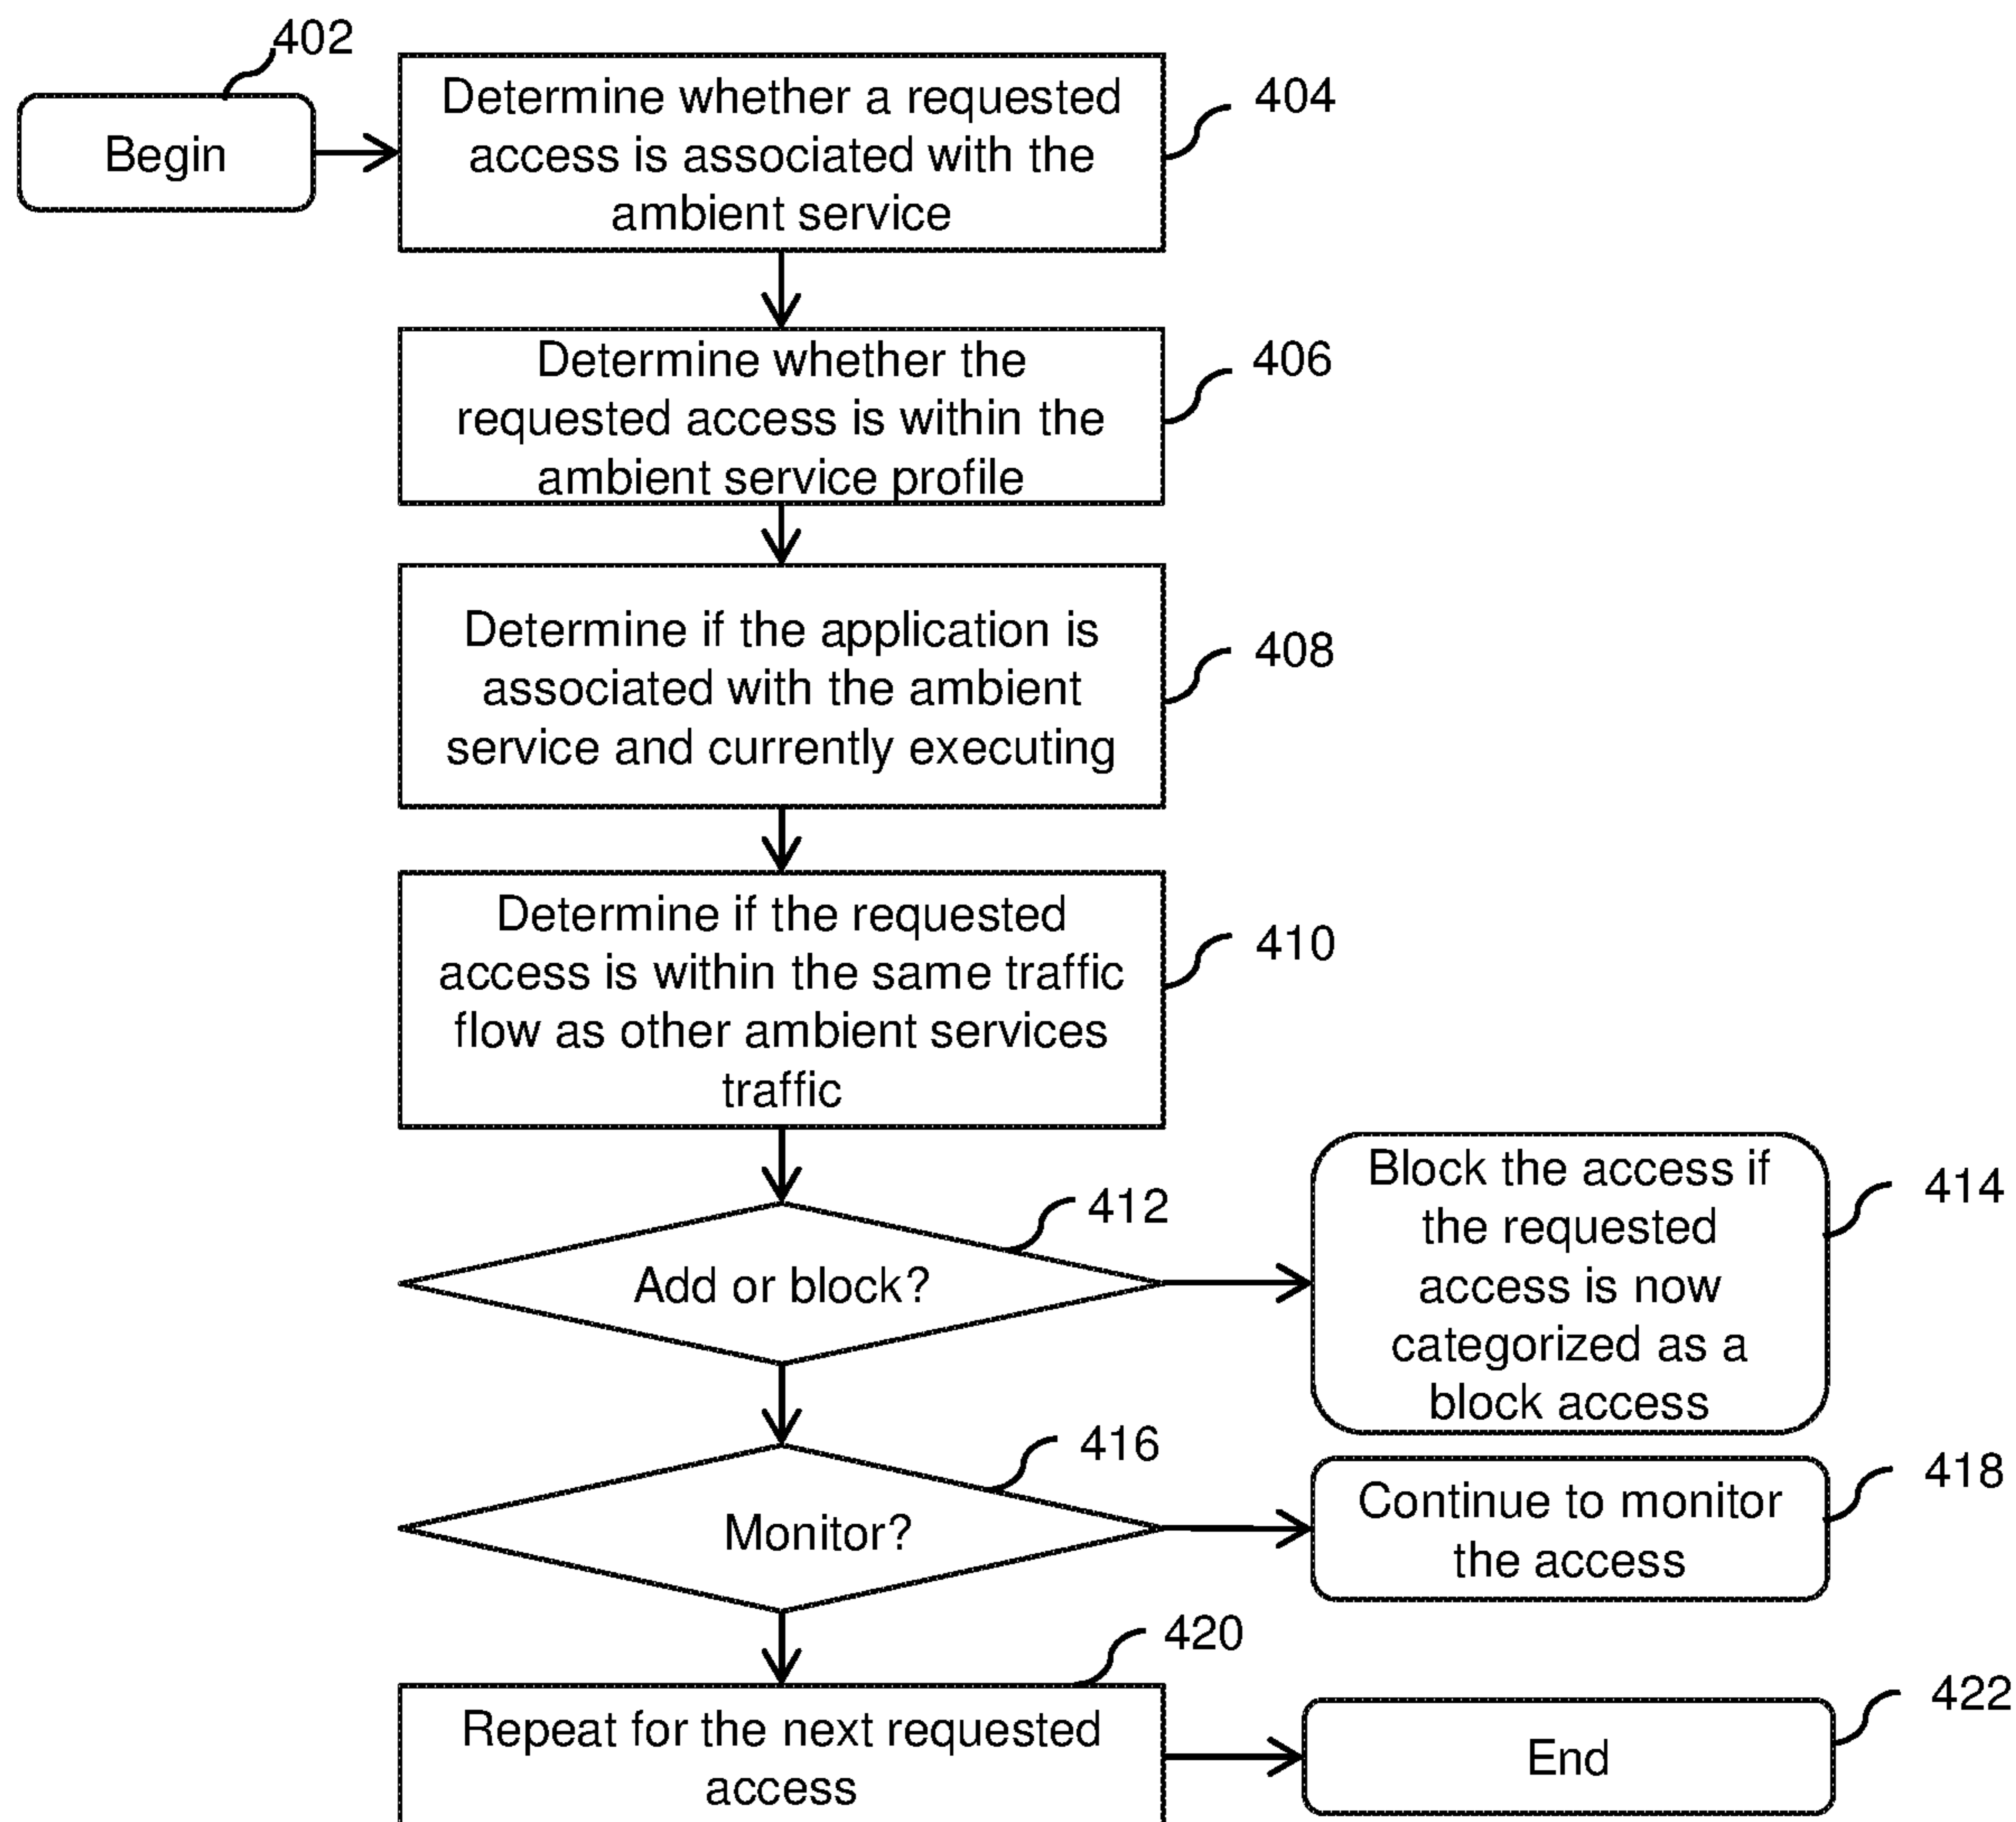 402
Begin
Determine whether a requested
access is associated with the
ambient service
404
Determine whether the
requested access is within the
ambient service profile
406
Determine if the application is
associated with the ambient
service and currently executing
408
Determine if the requested
access is within the same traffic
flow as other ambient services
traffic
410
412
Add or block?
Block the access if
the requested
access is now
categorized as a
block access
414
416
Monitor?
Continue to monitor
the access
418
420
Repeat for the next requested
access
End
422